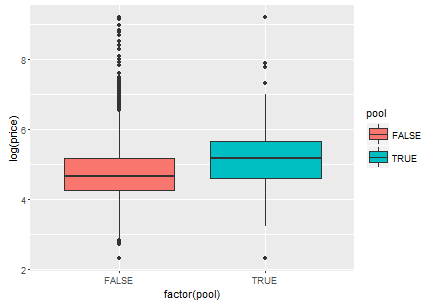 log(price)
8
6
4
2
FALSE
TRUE
factor(pool)
pool
FALSE
TRUE